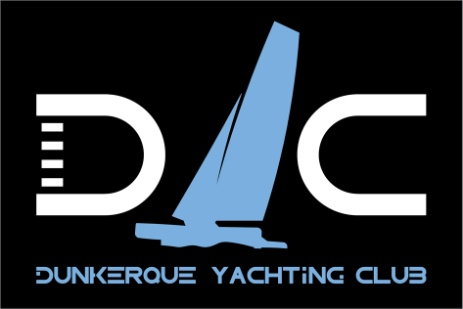 D C
DUNKERQUE YACHTiNG CLUB